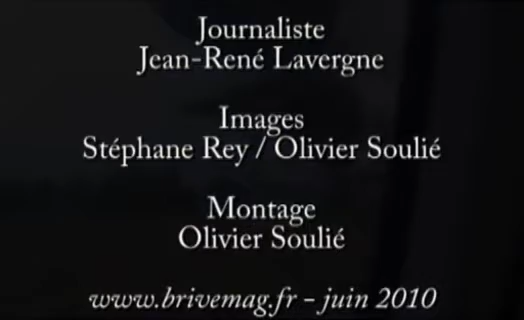 Journaliste
Jean-René Lavergne
Images
Stéphane Rey / Olivier Soulié
Montage
Olivier Soulié
www.brivemag.fr - juin 2010